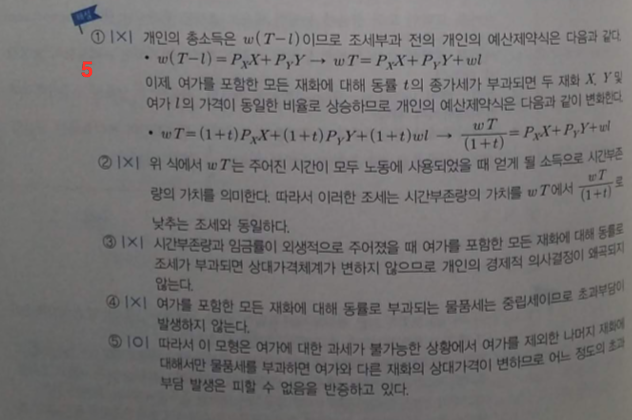 해설
① |×| 개인의 총소득은 w(T-l)이므로 조세부과 전의 개인의 예산제약식은 다음과 같다.
5
• w(T-l)=P_X X+P_Y Y → wT=P_X X+P_Y Y+wl
이제, 여가를 포함한 모든 재화에 대해 동률 t의 종가세가 부과되면 두 재화 X, Y및
여가 l의 가격이 동일한 비율로 상승하므로 개인의 예산제약식은 다음과 같이 변화한다.
• wT=(1+t)P_X X+(1+t)P_Y Y+(1+t)wl → wT/(1+t)=P_X X+P_Y Y+wl
② |×| 위 식에서 wT는 주어진 시간이 모두 노동에 사용되었을 때 얻게 될 소득으로 시간부존
량의 가치를 의미한다. 따라서 이러한 조세는 시간부존량의 가치를 wT에서 wT/(1+t)로
낮추는 조세와 동일하다.
③ |×| 시간부존량과 임금률이 외생적으로 주어졌을 때 여가를 포함한 모든 재화에 대해 동률로
조세가 부과되면 상대가격체계가 변하지 않으므로 개인의 경제적 의사결정이 왜곡되지
않는다.
④ |×| 여가를 포함한 모든 재화에 대해 동률로 부과되는 물품세는 중립세이므로 초과부담이
발생하지 않는다.
⑤ |○| 따라서 이 모형은 여가에 대한 과세가 불가능한 상황에서 여가를 제외한 나머지 재화에
대해서만 물품세를 부과하면 여가와 다른 재화의 상대가격이 변하므로 어느 정도의 초과
부담 발생은 피할 수 없음을 반증하고 있다.